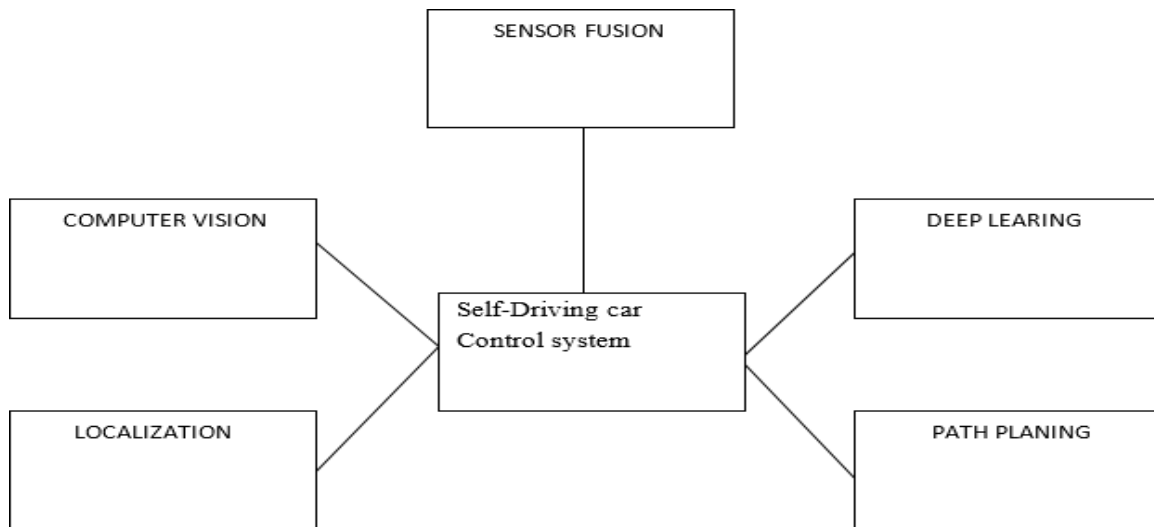 SENSOR FUSION
COMPUTER VISION
DEEP LEARING
Self-Driving car
Control system
LOCALIZATION
PATH PLANING